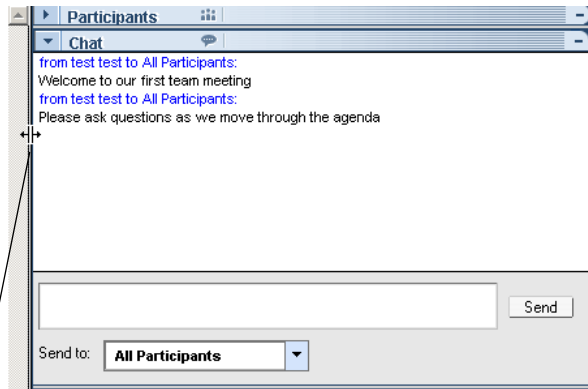 Participants
Chat
from test test to All Participants:
Welcome to our first team meeting
from test test to All Participants:
Please ask questions as we move through the agenda
Send
Send to: All Participants